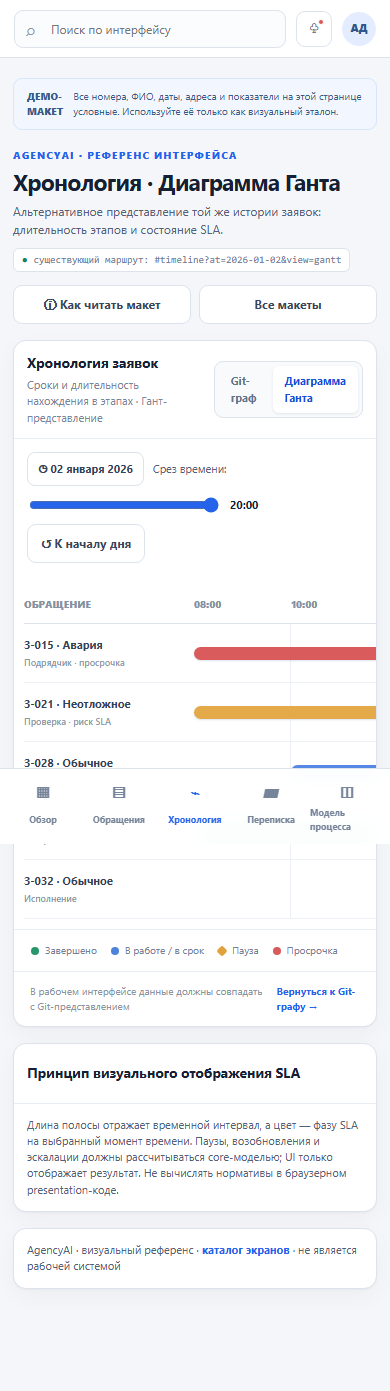 Поиск по интерфейсу
АД
ДЕМО-
МАКЕТ
Все номера, ФИО, даты, адреса и показатели на этой странице
условные. Используйте её только как визуальный эталон.
AGENCYAI · РЕФЕРЕНС ИНТЕРФЕЙСА
Хронология · Диаграмма Ганта
Альтернативное представление той же истории заявок:
длительность этапов и состояние SLA.
существующий маршрут: #timeline?at=2026-01-02&view=gantt
Как читать макет
Все макеты
Хронология заявок
Сроки и длительность
нахождения в этапах · Гант-
представление
Git-
граф
Диаграмма
Ганта
02 января 2026
Срез времени:
20:00
↺ К началу дня
ОБРАЩЕНИЕ
08:00
10:00
3-015 · Авария
Подрядчик · просрочка
3-021 · Неотложное
Проверка · риск SLA
3-028 · Обычное
Обзор
Обращения
Хронология
Переписка
Модель
процесса
3-032 · Обычное
Исполнение
Завершено
В работе / в срок
Пауза
Просрочка
В рабочем интерфейсе данные должны совпадать
с Git-представлением
Вернуться к Git-
графу →
Принцип визуального отображения SLA
Длина полосы отражает временной интервал, а цвет — фазу SLA
на выбранный момент времени. Паузы, возобновления и
эскалации должны рассчитываться core-моделью; UI только
отображает результат. Не вычислять нормативы в браузерном
presentation-коде.
AgencyAI · визуальный референс · каталог экранов · не является
рабочей системой